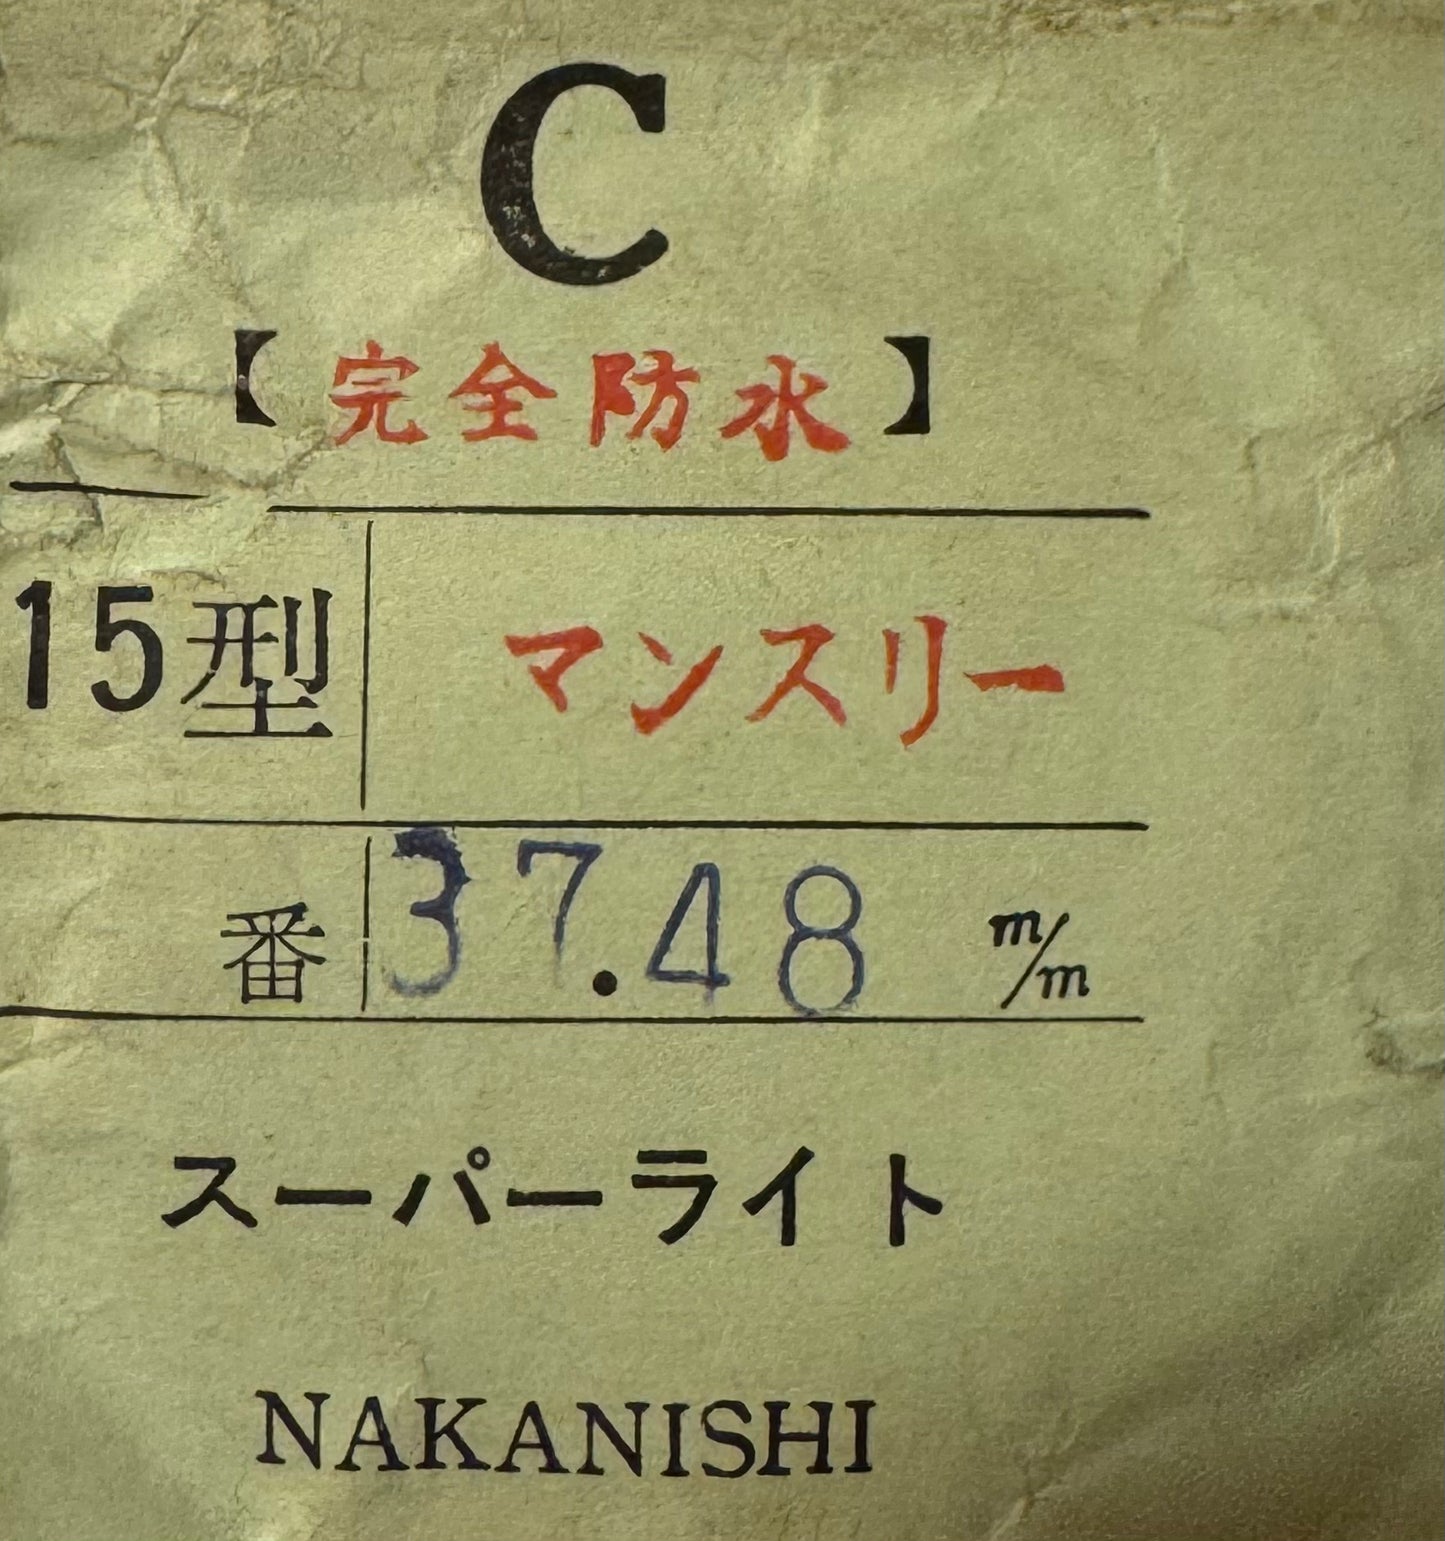 C
【完全防水】
15型 マンスリー
番 37.48 m/m
スーパーライト
NAKANISHI